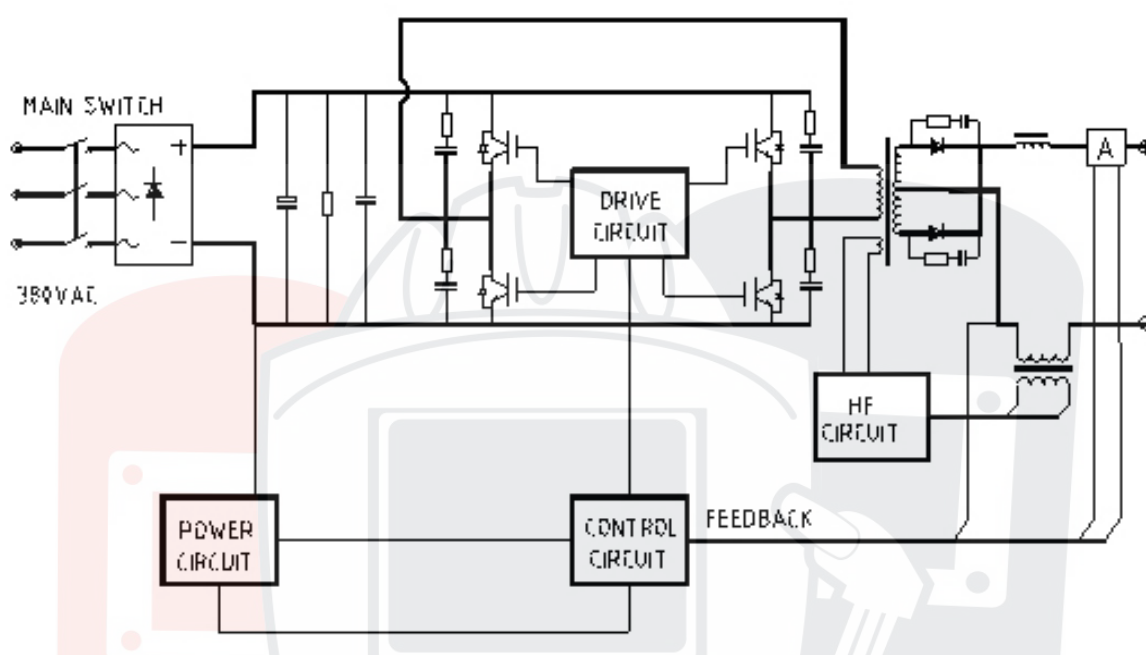 MAIN SWITCH
+
-
380VAC
DRIVE
CIRCUIT
A
HF
CIRCUIT
POWER
CIRCUIT
CONTROL
CIRCUIT
FEEDBACK